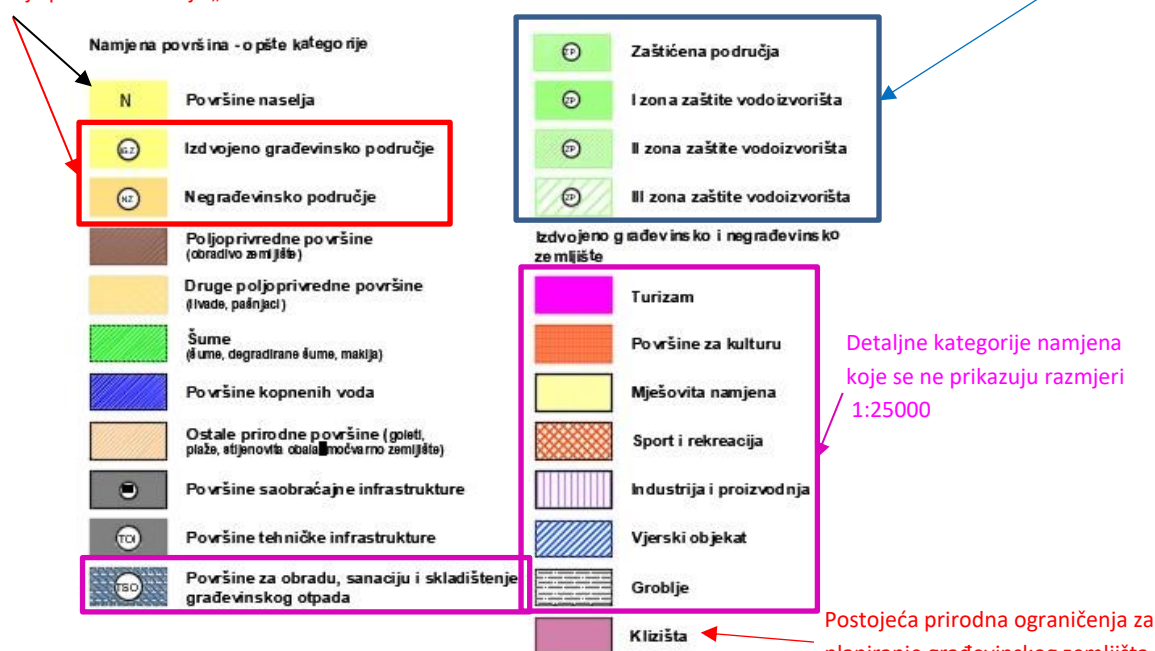 Namjena površina - opšte kategorije
N
Površine naselja
IGZ
Izdvojeno građevinsko područje
NZ
Negrađevinsko područje
Poljoprivredne površine
(obradivo zemljište)
Druge poljoprivredne površine
(livade, pašnjaci)
Šume
(šume, degradirane šume, makija)
Površine kopnenih voda
Ostale prirodne površine (goleti,
plaže, stijenovita obala močvarno zemljište)
Površine saobraćajne infrastrukture
TOI
Površine tehničke infrastrukture
TSO
Površine za obradu, sanaciju i skladištenje
građevinskog otpada
ZP
Zaštićena područja
ZP
I zona zaštite vodoizvorišta
ZP
II zona zaštite vodoizvorišta
ZP
III zona zaštite vodoizvorišta
Izdvojeno građevinsko i negrađevinsko
zemljište
Turizam
Površine za kulturu
Mješovita namjena
Sport i rekreacija
Industrija i proizvodnja
Vjerski objekat
Groblje
Klizišta
Detaljne kategorije namjena
koje se ne prikazuju razmjeri
1:25000
Postojeća prirodna ograničenja za
planiranje građevinskog zemljišta